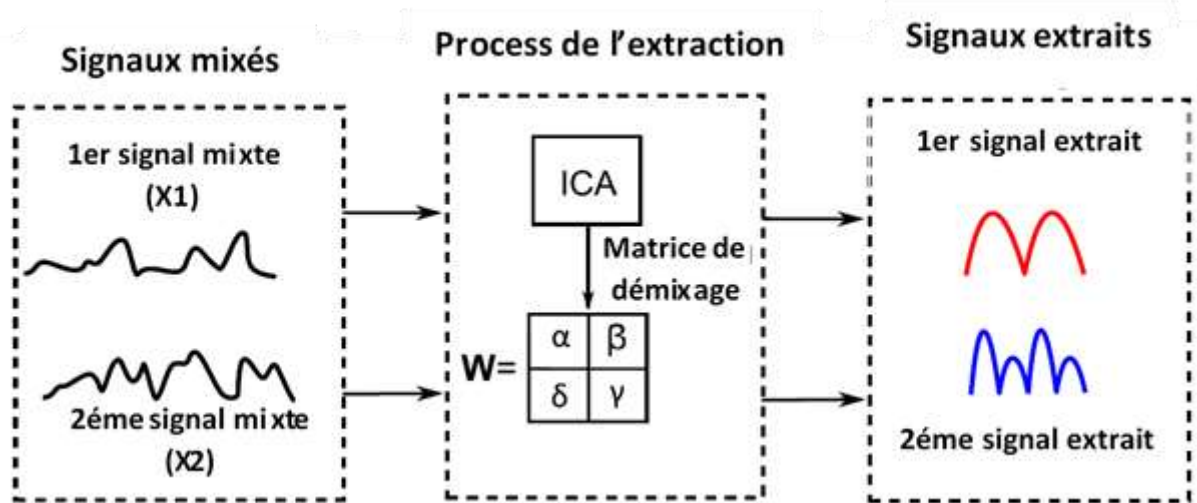 Signaux mixés
Process de l'extraction
Signaux extraits
1er signal mixte
(X1)
2éme signal mixte
(X2)
ICA
Matrice de
démixage
W=
α β
δ γ
1er signal extrait
2éme signal extrait